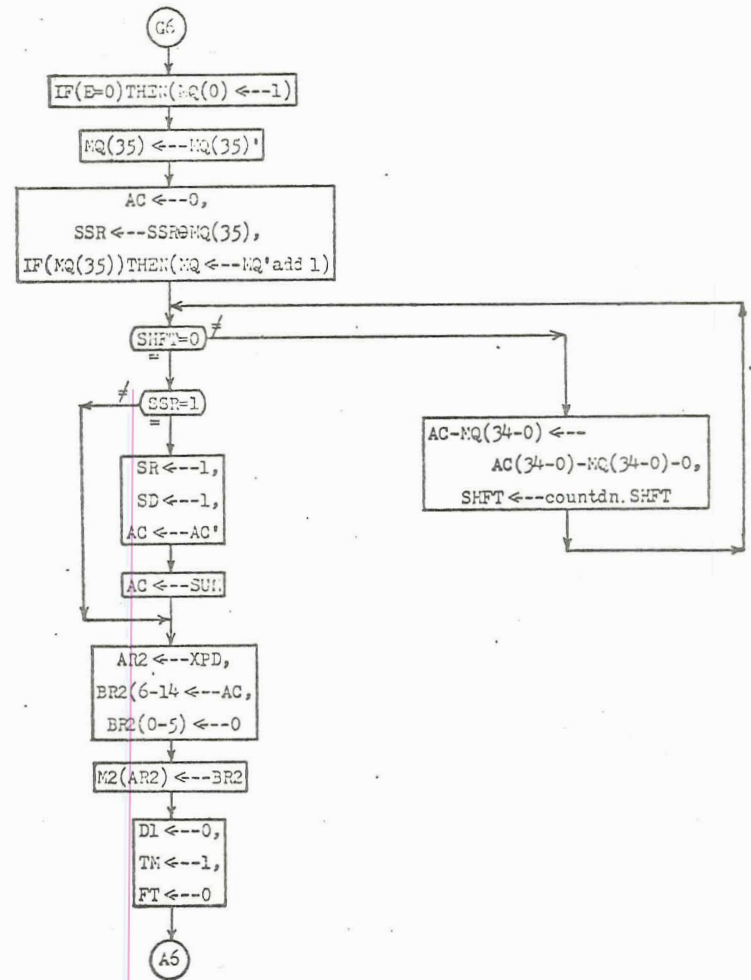 G6
IF(E=0)THEN(MQ(0)<---1)
MQ(35)<---MQ(35)'
AC<---0,
SSR<---SSR⊕MQ(35),
IF(MQ(35))THEN(MQ<---MQ'add 1)
SHFT=0
≠
=
SSR=1
≠
=
AC-MQ(34-0)<---
AC(34-0)-MQ(34-0)-0,
SHFT<---countdn.SHFT
SR<---1,
SD<---1,
AC<---AC'
AC<---SUM
AR2<---XPD,
BR2(6-14<---AC,
BR2(0-5)<---0
M2(AR2)<---BR2
D1<---0,
TM<---1,
FT<---0
A6